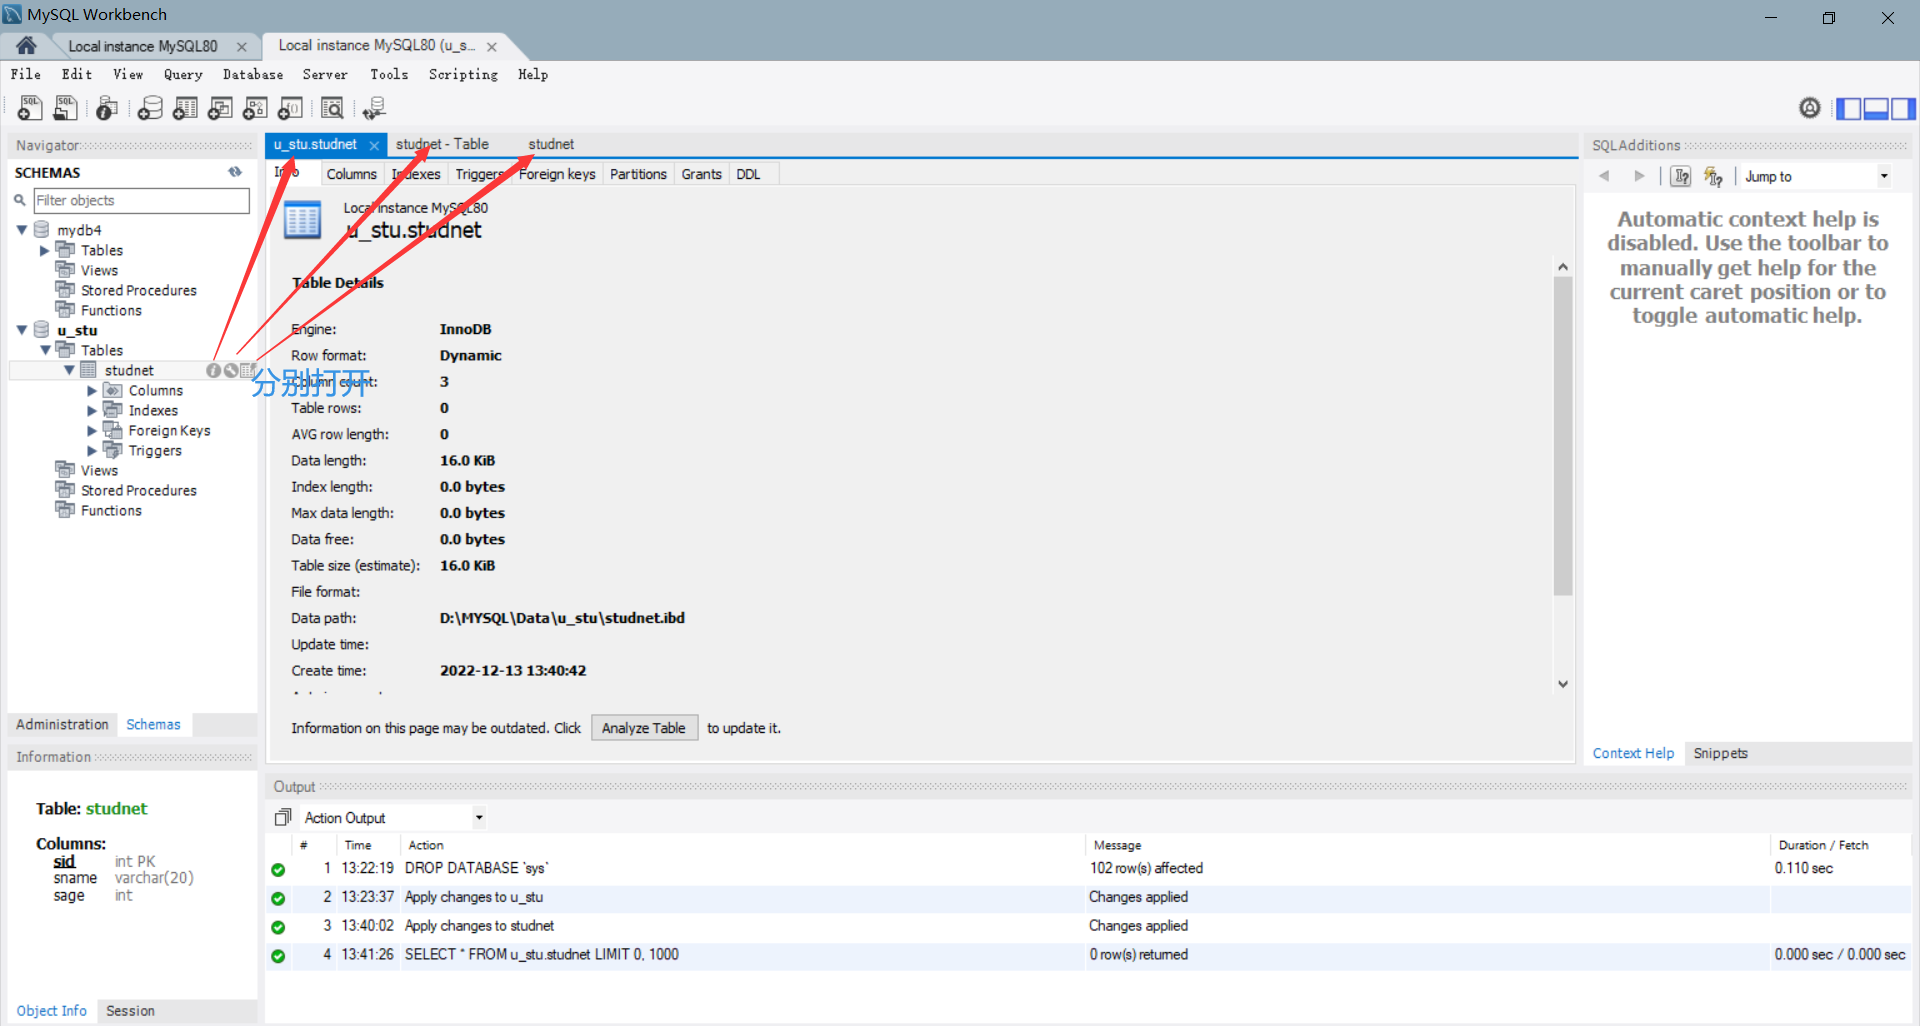 MySQL Workbench
Local instance MySQL80
Local instance MySQL80 (u_s...
File Edit View Query Database Server Tools Scripting Help
Navigator
SCHEMAS
Filter objects
mydb4
Tables
Views
Stored Procedures
Functions
u_stu
Tables
studnet
Columns
Indexes
Foreign Keys
Triggers
Views
Stored Procedures
Functions
Administration Schemas
Information
Table: studnet
Columns:
sid int PK
sname varchar(20)
sage int
Object Info Session
u_stu.studnet studnet - Table studnet
Info Columns Indexes Triggers Foreign keys Partitions Grants DDL
Local instance MySQL80
u_stu.studnet
Table Details
Engine: InnoDB
Row format: Dynamic
分别打开
Column count: 3
Table rows: 0
AVG row length: 0
Data length: 16.0 KiB
Index length: 0.0 bytes
Max data length: 0.0 bytes
Data free: 0.0 bytes
Table size (estimate): 16.0 KiB
File format:
Data path: D:\MYSQL\Data\u_stu\studnet.ibd
Update time:
Create time: 2022-12-13 13:40:42
Information on this page may be outdated. Click Analyze Table to update it.
SQLAdditions
Jump to
Automatic context help is
disabled. Use the toolbar to
manually get help for the
current caret position or to
toggle automatic help.
Context Help Snippets
Output
Action Output
# Time Action Message Duration / Fetch
1 13:22:19 DROP DATABASE `sys` 102 row(s) affected 0.110 sec
2 13:23:37 Apply changes to u_stu Changes applied
3 13:40:02 Apply changes to studnet Changes applied
4 13:41:26 SELECT * FROM u_stu.studnet LIMIT 0, 1000 0 row(s) returned 0.000 sec / 0.000 sec